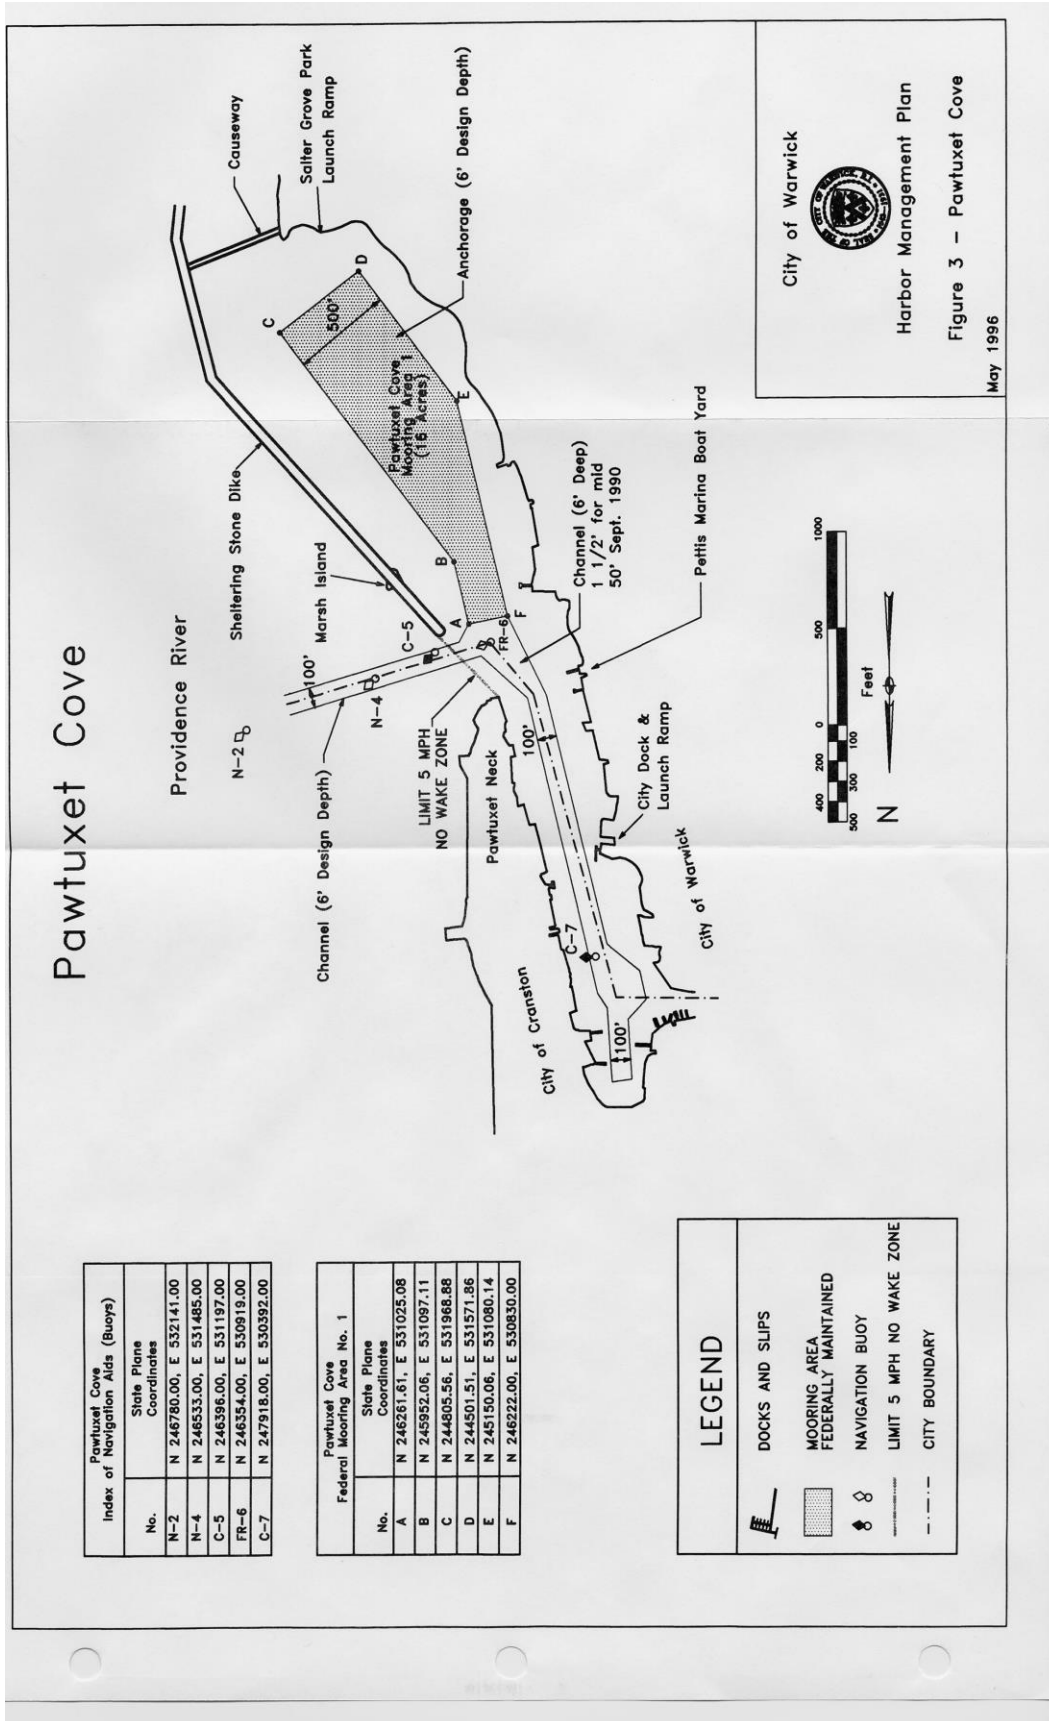 Pawtuxet Cove
Providence River
N-2
Sheltering Stone Dike
Causeway
Salter Grove Park
Launch Ramp
Channel (6' Design Depth)
100'
Marsh Island
N-4
C-5
LIMIT 5 MPH
NO WAKE ZONE
Pawtuxet Neck
FR-6
A
B
C
D
E
F
500'
Pawtuxet Cove
Mooring Area 1
(16 Acres)
Anchorage (6' Design Depth)
Channel (6' Deep)
1 1/2' for mid
50' Sept. 1990
Pettis Marina Boat Yard
100'
City Dock &
Launch Ramp
City of Cranston
C-7
City of Warwick
100'
400 200 0 500 1000
500 300 100
Feet
N
Pawtuxet Cove
Index of Navigation Aids (Buoys)
No. State Plane
Coordinates
N-2 N 246780.00, E 532141.00
N-4 N 246533.00, E 531485.00
C-5 N 246396.00, E 531197.00
FR-6 N 246354.00, E 530919.00
C-7 N 247918.00, E 530392.00
Pawtuxet Cove
Federal Mooring Area No. 1
No. State Plane
Coordinates
A N 246261.61, E 531025.08
B N 245952.06, E 531097.11
C N 244805.56, E 531968.88
D N 244501.51, E 531571.86
E N 245150.06, E 531080.14
F N 246222.00, E 530830.00
LEGEND
DOCKS AND SLIPS
MOORING AREA
FEDERALLY MAINTAINED
NAVIGATION BUOY
LIMIT 5 MPH NO WAKE ZONE
CITY BOUNDARY
City of Warwick
Harbor Management Plan
Figure 3 - Pawtuxet Cove
May 1996